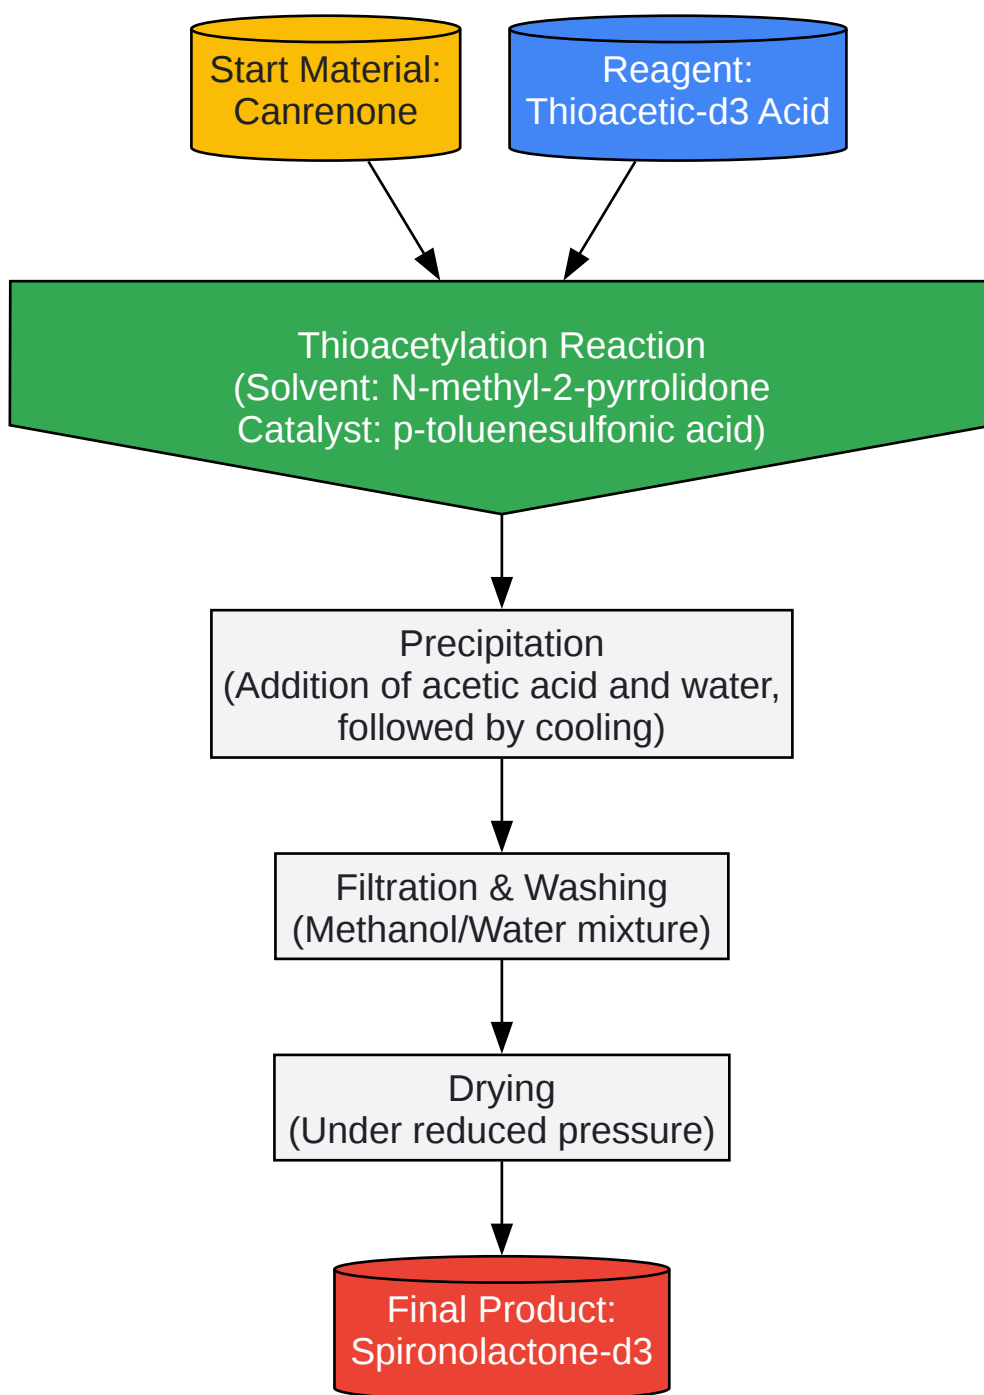 Start Material:
Canrenone
Reagent:
Thioacetic-d3 Acid
Thioacetylation Reaction
(Solvent: N-methyl-2-pyrrolidone
Catalyst: p-toluenesulfonic acid)
Precipitation
(Addition of acetic acid and water,
followed by cooling)
Filtration & Washing
(Methanol/Water mixture)
Drying
(Under reduced pressure)
Final Product:
Spironolactone-d3